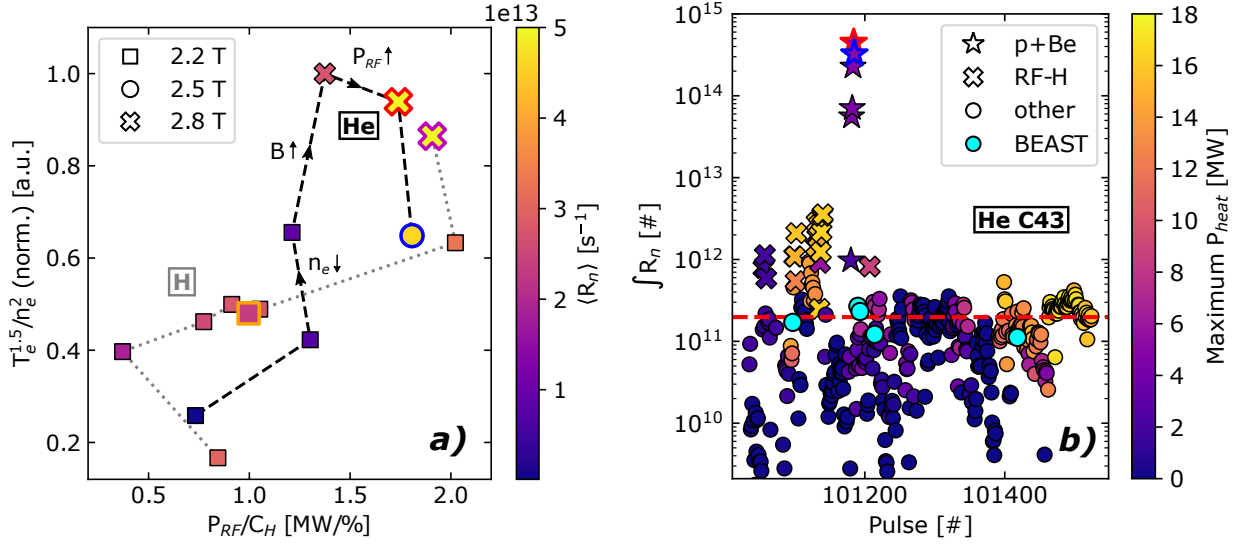 1e13
2.2 T
2.5 T
2.8 T
P_RF↑
He
B↑
n_e↓
H
a)
1.0
0.8
0.6
0.4
0.2
T_e^1.5/n_e^2 (norm.) [a.u.]
0.5
1.0
1.5
2.0
P_RF/C_H [MW/%]
5
4
3
2
1
⟨R_n⟩ [s^−1]
p+Be
RF-H
other
BEAST
He C43
b)
10^15
10^14
10^13
10^12
10^11
10^10
∫R_n [#]
101200
101400
Pulse [#]
18
16
14
12
10
8
6
4
2
0
Maximum P_heat [MW]